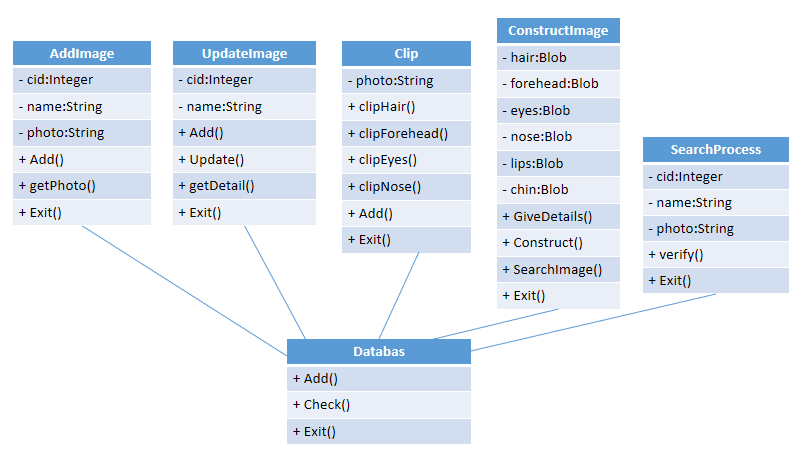 AddImage
- cid:Integer
- name:String
- photo:String
+ Add()
+ getPhoto()
+ Exit()
UpdateImage
- cid:Integer
- name:String
+ Add()
+ Update()
+ getDetail()
+ Exit()
Clip
- photo:String
+ clipHair()
+ clipForehead()
+ clipEyes()
+ clipNose()
+ Add()
+ Exit()
ConstructImage
- hair:Blob
- forehead:Blob
- eyes:Blob
- nose:Blob
- lips:Blob
- chin:Blob
+ GiveDetails()
+ Construct()
+ SearchImage()
+ Exit()
SearchProcess
- cid:Integer
- name:String
- photo:String
+ verify()
+ Exit()
Databas
+ Add()
+ Check()
+ Exit()